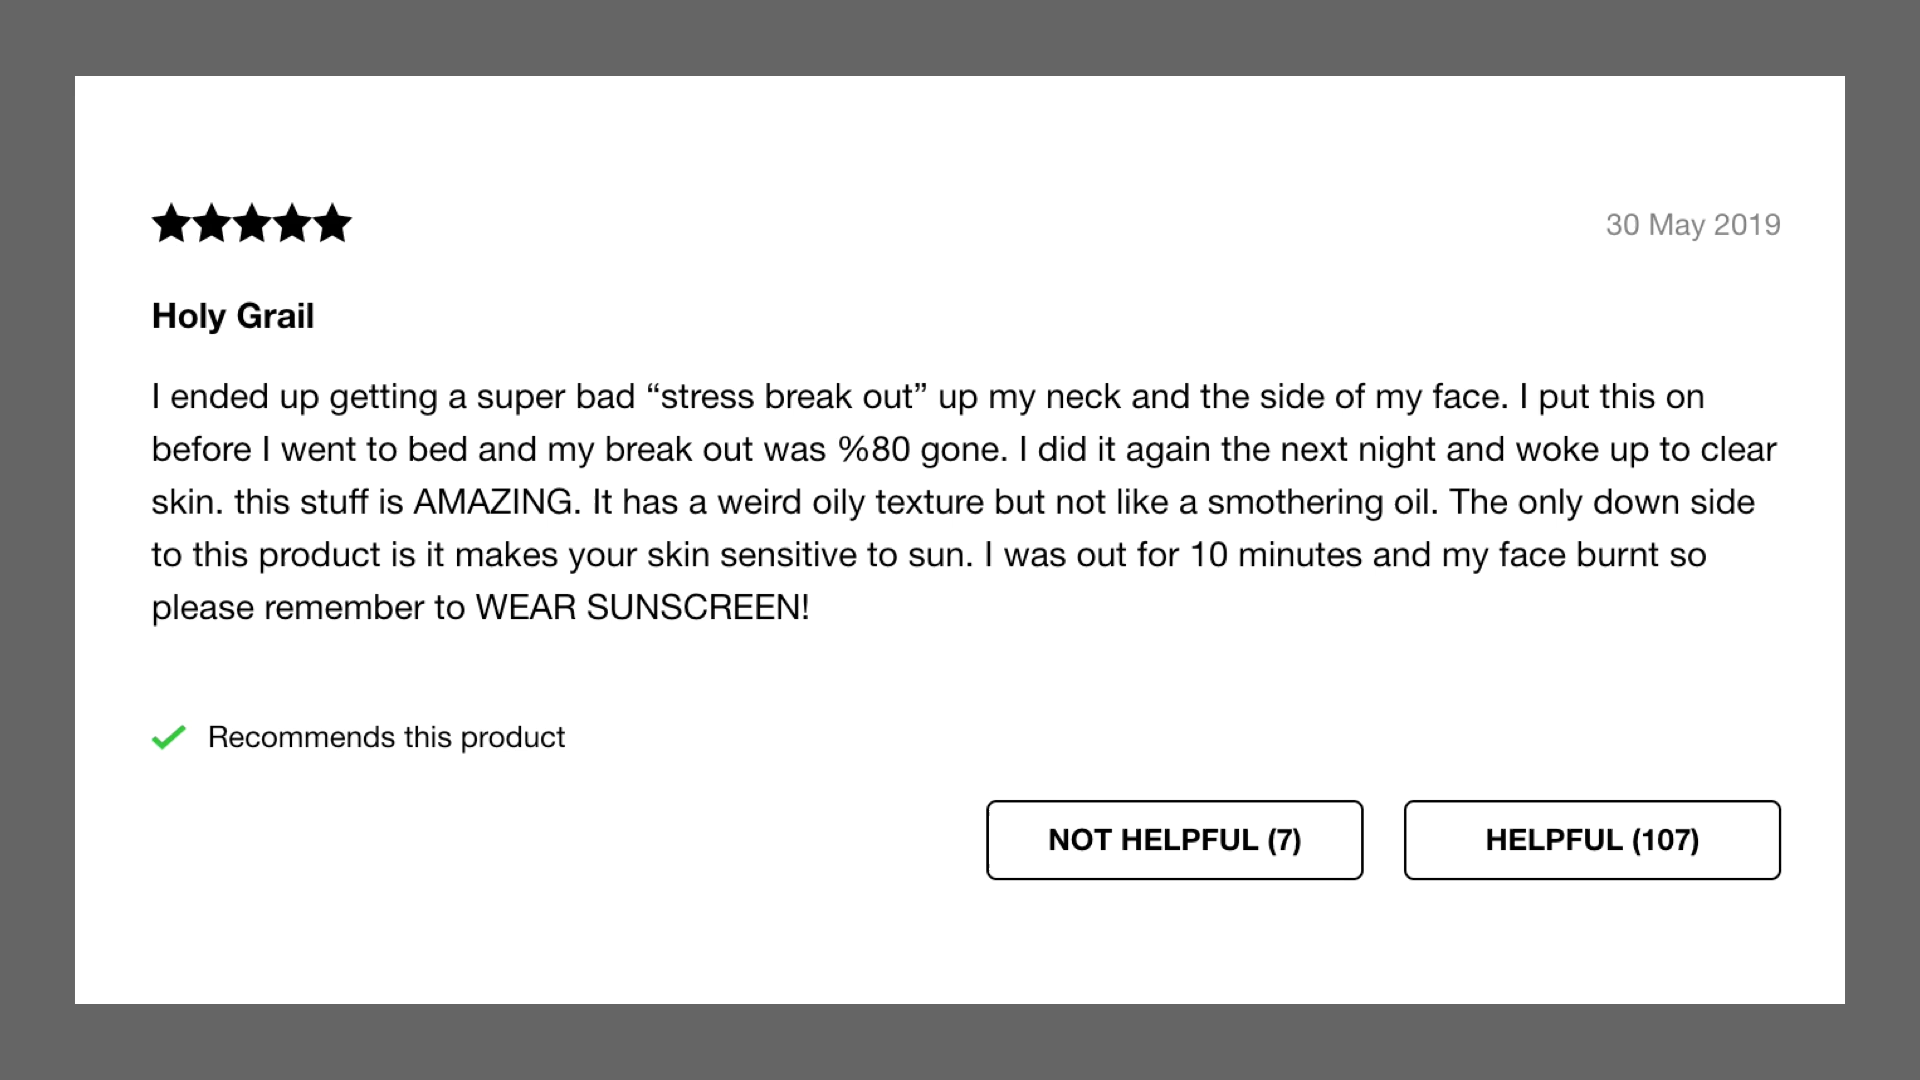 30 May 2019
Holy Grail
I ended up getting a super bad “stress break out” up my neck and the side of my face. I put this on
before I went to bed and my break out was %80 gone. I did it again the next night and woke up to clear
skin. this stuff is AMAZING. It has a weird oily texture but not like a smothering oil. The only down side
to this product is it makes your skin sensitive to sun. I was out for 10 minutes and my face burnt so
please remember to WEAR SUNSCREEN!
Recommends this product
NOT HELPFUL (7)
HELPFUL (107)